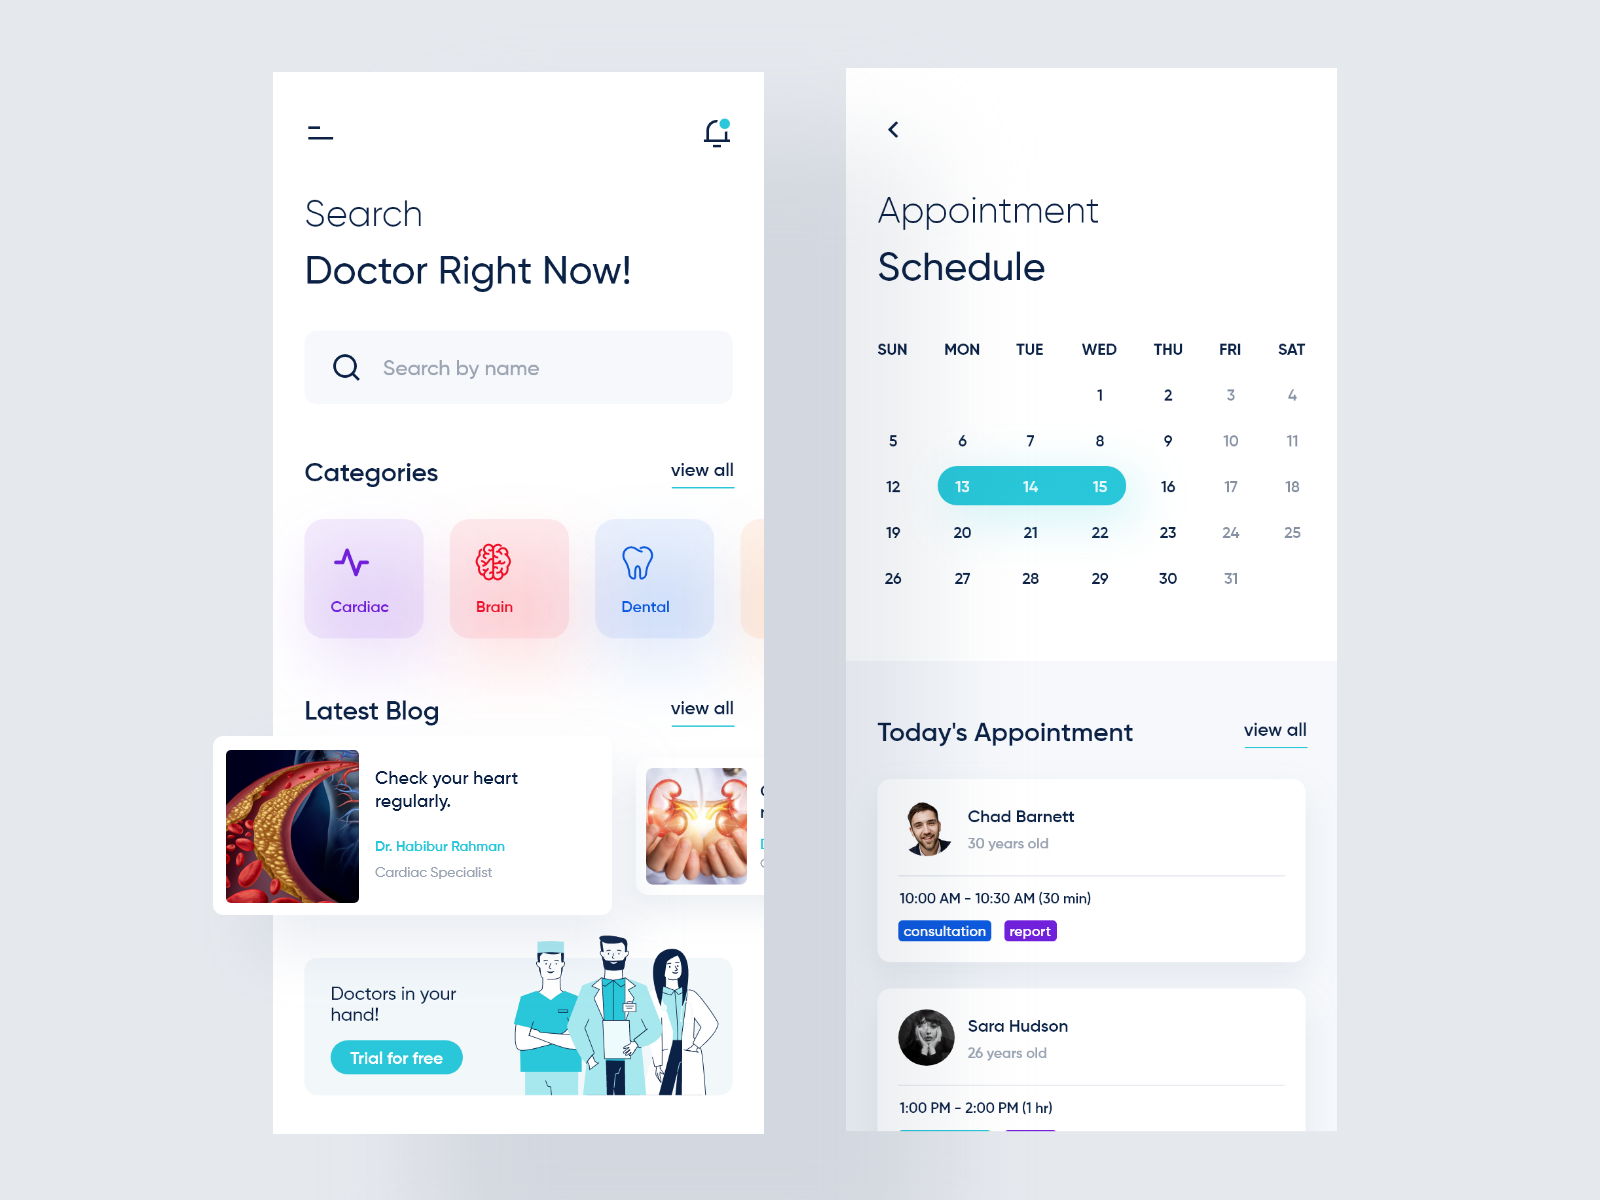 Search
Doctor Right Now!
Search by name
Categories
view all
Cardiac
Brain
Dental
Latest Blog
view all
Check your heart
regularly.
Dr. Habibur Rahman
Cardiac Specialist
Doctors in your
hand!
Trial for free
Appointment
Schedule
SUN MON TUE WED THU FRI SAT
1 2 3 4
5 6 7 8 9 10 11
12 13 14 15 16 17 18
19 20 21 22 23 24 25
26 27 28 29 30 31
Today's Appointment
view all
Chad Barnett
30 years old
10:00 AM - 10:30 AM (30 min)
consultation report
Sara Hudson
26 years old
1:00 PM - 2:00 PM (1 hr)